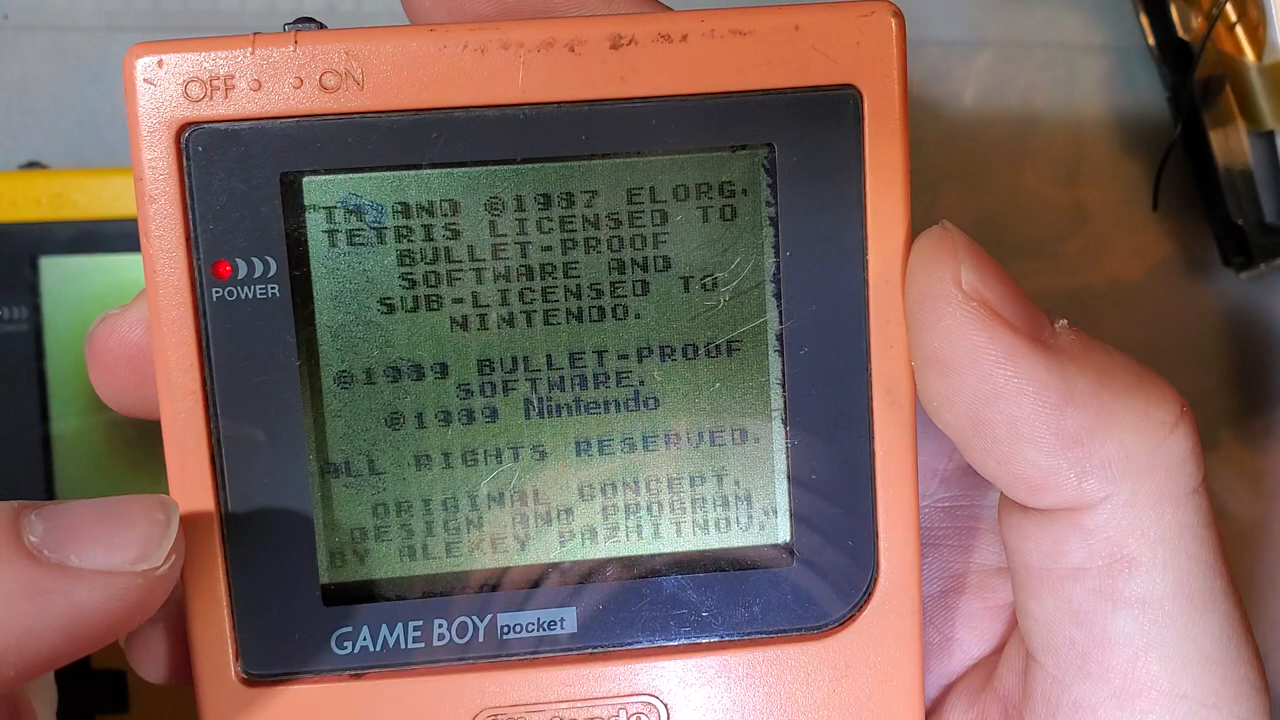 OFF • • ON
"TM AND ©1987 ELORG,
TETRIS LICENSED TO
BULLET-PROOF
SOFTWARE AND
SUB-LICENSED TO
NINTENDO.
©1989 BULLET-PROOF
SOFTWARE.
©1989 Nintendo
ALL RIGHTS RESERVED.
ORIGINAL CONCEPT,
DESIGN AND PROGRAM
BY ALEXEY PAZHITNOV."
POWER
GAME BOY pocket
Nintendo